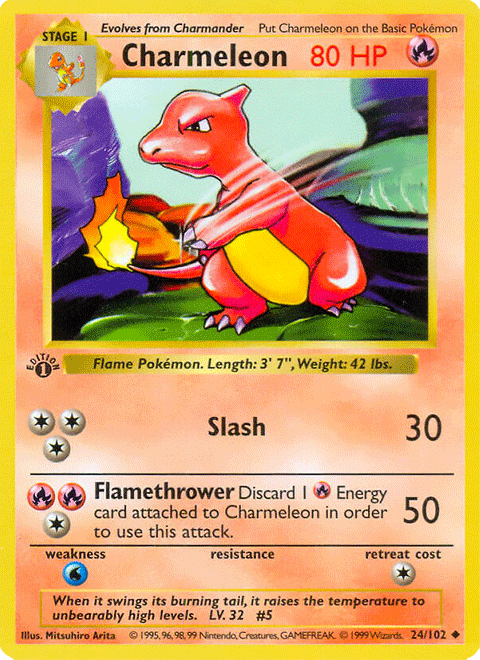 Evolves from Charmander Put Charmeleon on the Basic Pokémon
STAGE 1
Charmeleon 80 HP
EDITION
1
Flame Pokémon. Length: 3' 7", Weight: 42 lbs.
Slash 30
Flamethrower Discard 1 Energy
card attached to Charmeleon in order
to use this attack.
50
weakness resistance retreat cost
When it swings its burning tail, it raises the temperature to
unbearably high levels. LV. 32 #5
Illus. Mitsuhiro Arita © 1995, 96, 98, 99 Nintendo, Creatures, GAMEFREAK. © 1999 Wizards. 24/102